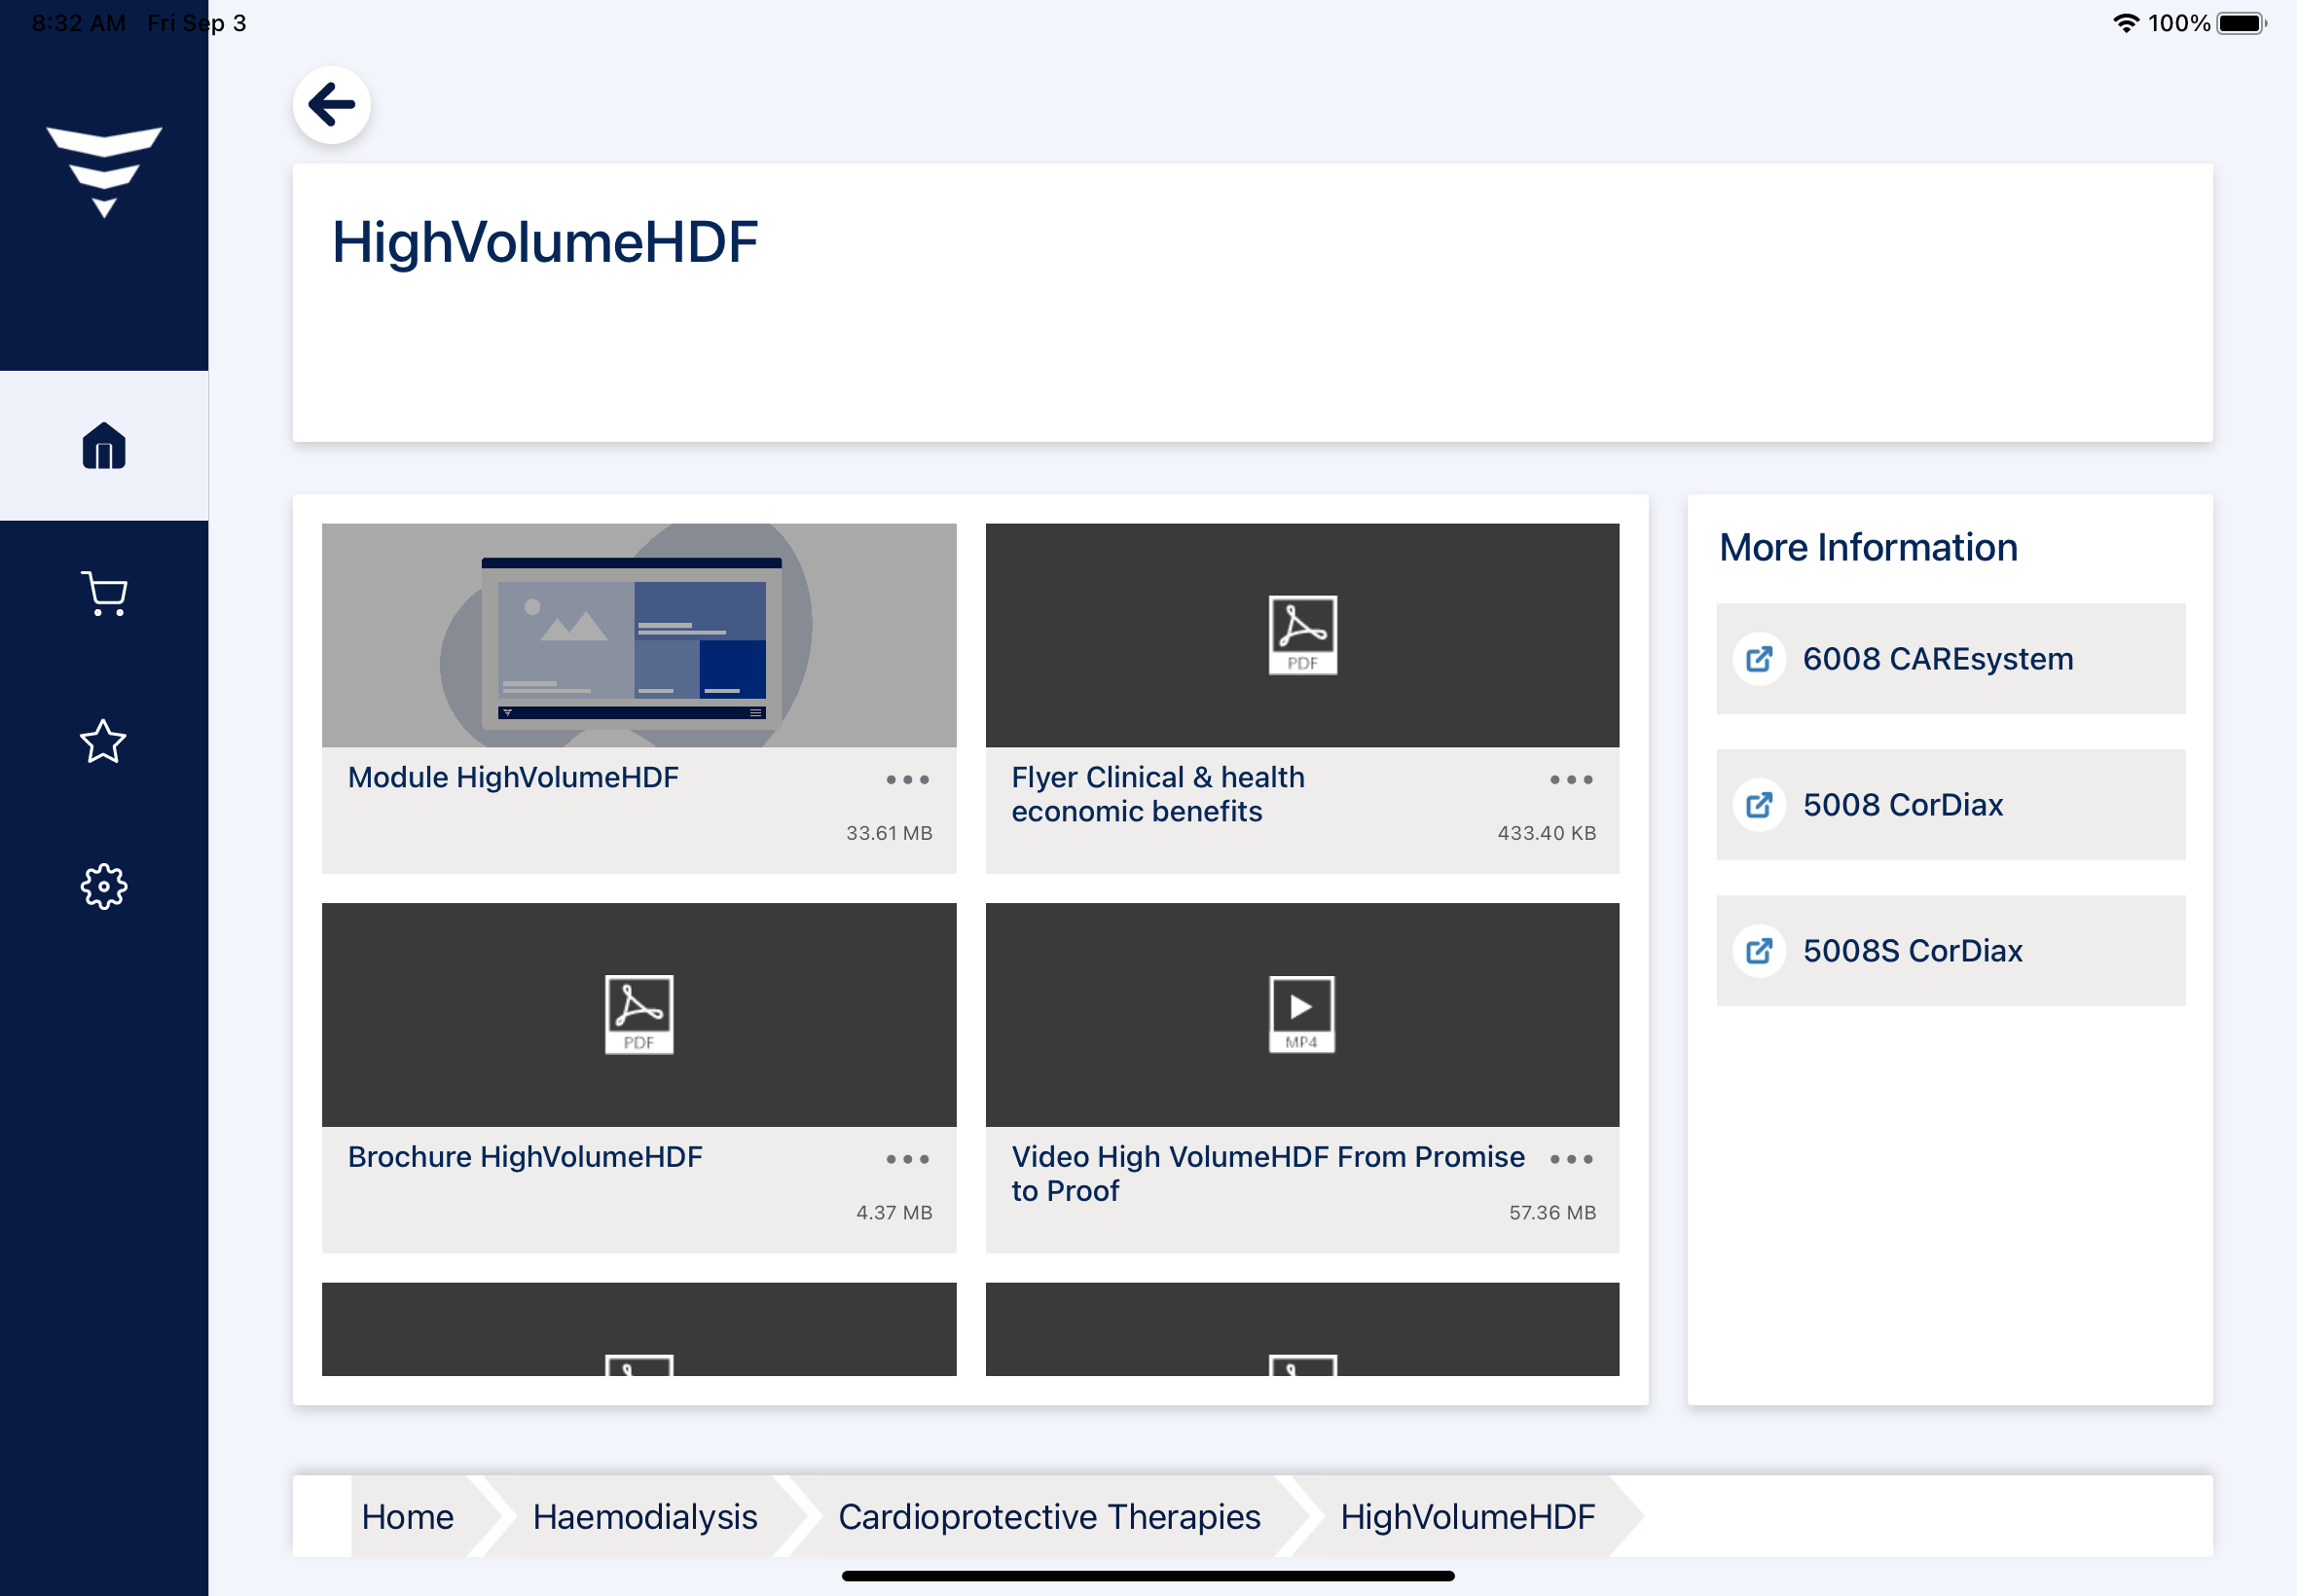 8:32 AM Fri Sep 3
100%
HighVolumeHDF
Module HighVolumeHDF
33.61 MB
PDF
Flyer Clinical & health
economic benefits
433.40 KB
PDF
Brochure HighVolumeHDF
4.37 MB
MP4
Video High VolumeHDF From Promise
to Proof
57.36 MB
More Information
6008 CAREsystem
5008 CorDiax
5008S CorDiax
Home
Haemodialysis
Cardioprotective Therapies
HighVolumeHDF